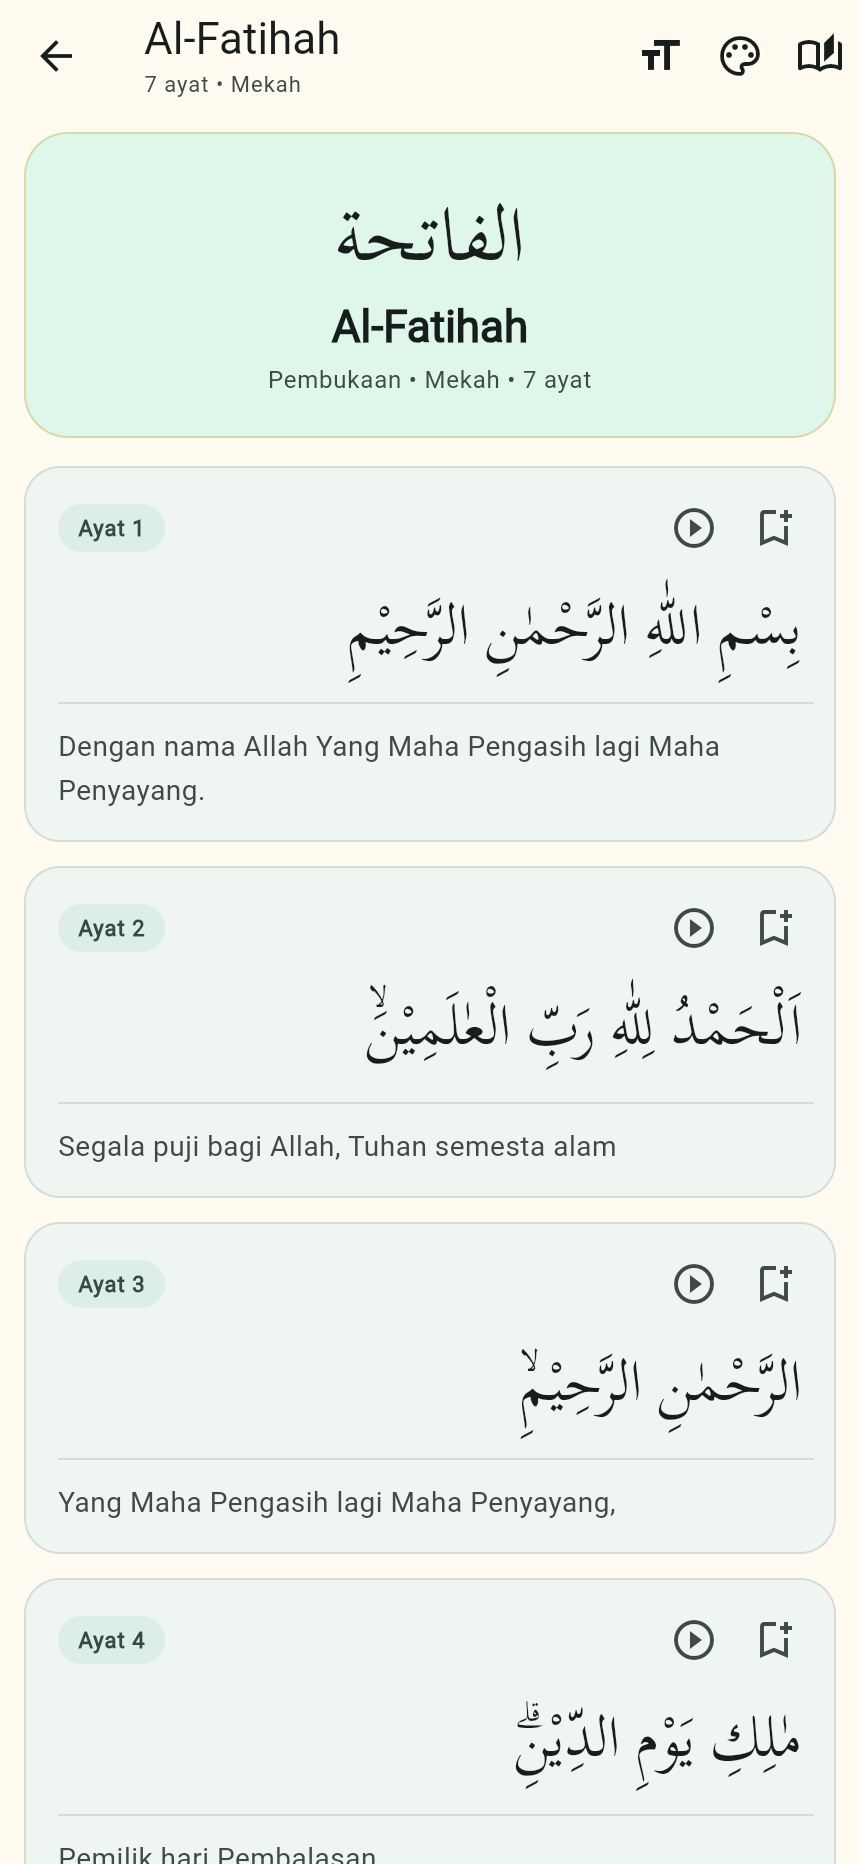 Al-Fatihah
7 ayat • Mekah
الفاتحة
Al-Fatihah
Pembukaan • Mekah • 7 ayat
Ayat 1
بِسْمِ اللّٰهِ الرَّحْمٰنِ الرَّحِيْمِ
Dengan nama Allah Yang Maha Pengasih lagi Maha
Penyayang.
Ayat 2
اَلْحَمْدُ لِلّٰهِ رَبِّ الْعٰلَمِيْنَۙ
Segala puji bagi Allah, Tuhan semesta alam
Ayat 3
الرَّحْمٰنِ الرَّحِيْمِۙ
Yang Maha Pengasih lagi Maha Penyayang,
Ayat 4
مٰلِكِ يَوْمِ الدِّيْنِۗ
Pemilik hari Pembalasan